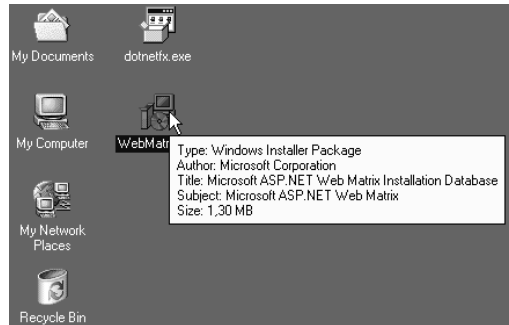 My Documents
dotnetfx.exe
My Computer
WebMatr
Type: Windows Installer Package
Author: Microsoft Corporation
Title: Microsoft ASP.NET Web Matrix Installation Database
Subject: Microsoft ASP.NET Web Matrix
Size: 1,30 MB
My Network
Places
Recycle Bin